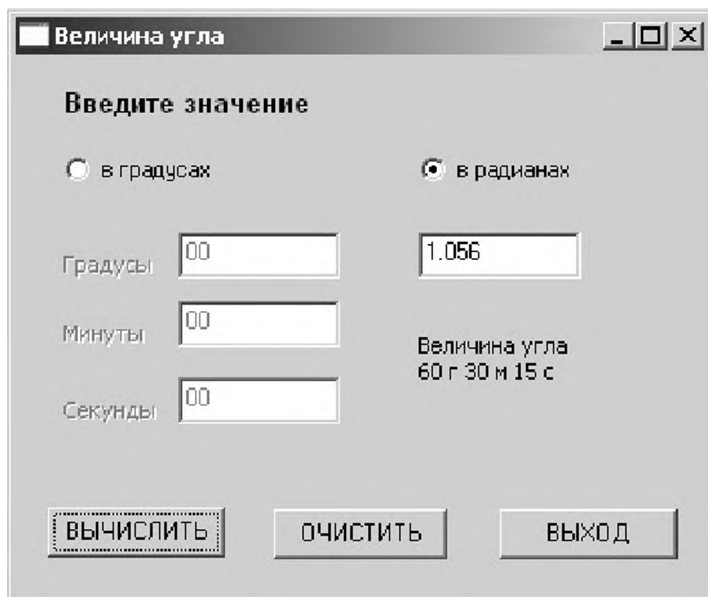 Величина угла
Введите значение
в градусах
в радианах
Градусы 00
1.056
Минуты 00
Величина угла
60 г 30 м 15 с
Секунды 00
ВЫЧИСЛИТЬ
ОЧИСТИТЬ
ВЫХОД